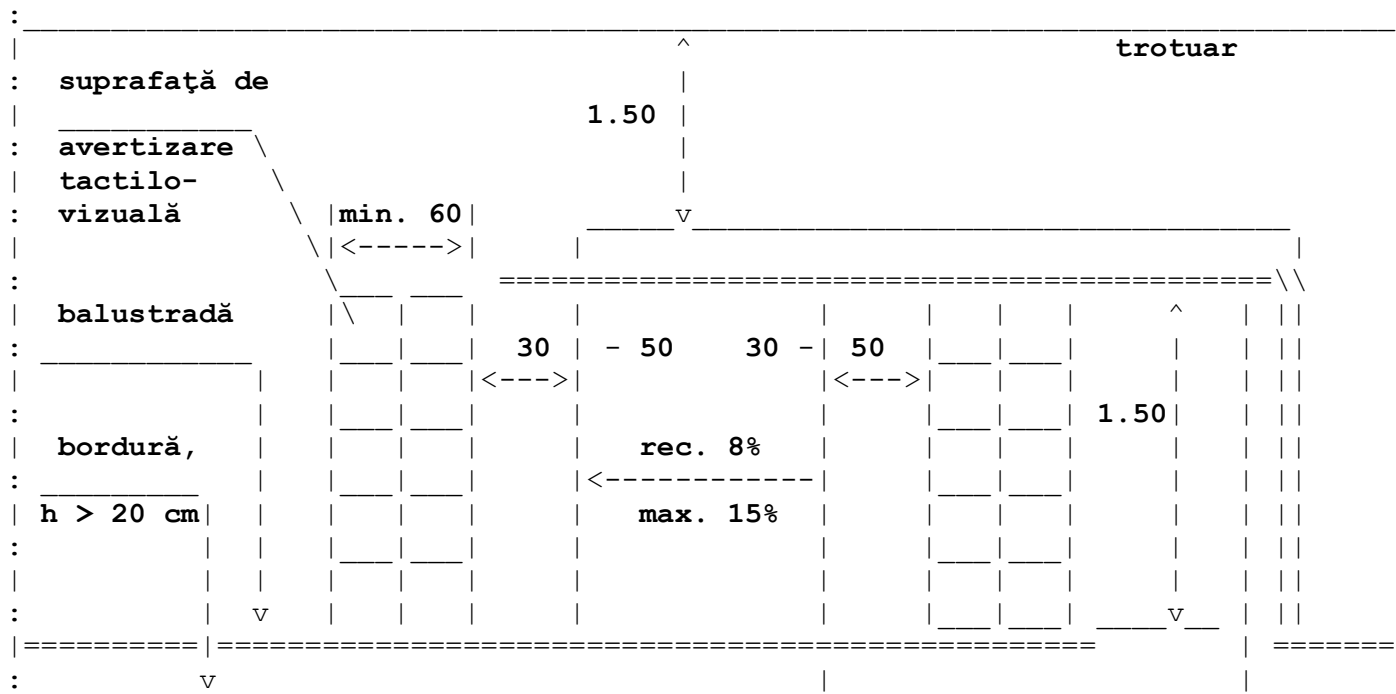 trotuar
suprafaţă de
1.50
avertizare
tactilo-
vizuală |min. 60|
balustradă
30 - 50 30 - 50
1.50
bordură, rec. 8%
h > 20 cm max. 15%